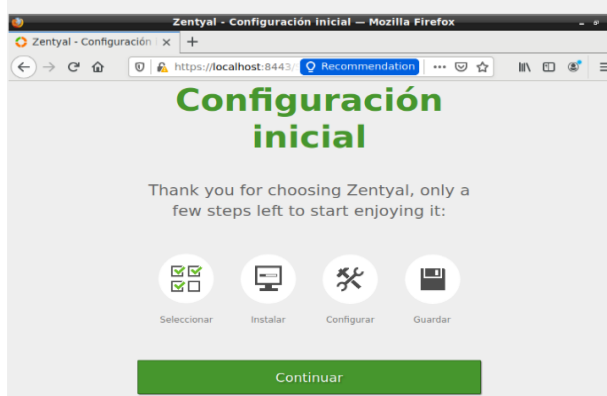 Zentyal - Configuración inicial — Mozilla Firefox
Zentyal - Configuración i
https://localhost:8443/ Recommendation
Configuración
inicial
Thank you for choosing Zentyal, only a
few steps left to start enjoying it:
Seleccionar Instalar Configurar Guardar
Continuar